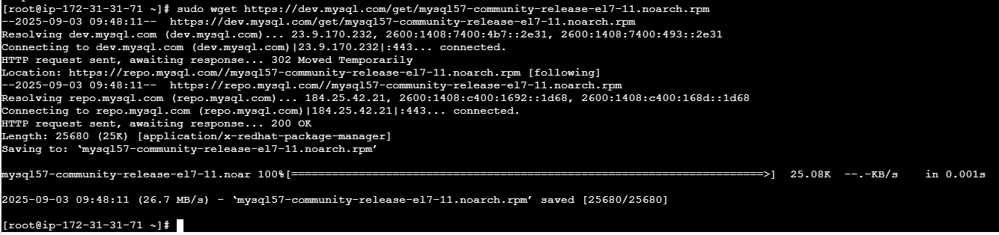 [root@ip-172-31-31-71 ~]# sudo wget https://dev.mysql.com/get/mysql57-community-release-el7-11.noarch.rpm
--2025-09-03 09:48:11--  https://dev.mysql.com/get/mysql57-community-release-el7-11.noarch.rpm
Resolving dev.mysql.com (dev.mysql.com)... 23.9.170.232, 2600:1408:7400:4b7::2e31, 2600:1408:7400:493::2e31
Connecting to dev.mysql.com (dev.mysql.com)|23.9.170.232|:443... connected.
HTTP request sent, awaiting response... 302 Moved Temporarily
Location: https://repo.mysql.com//mysql57-community-release-el7-11.noarch.rpm [following]
--2025-09-03 09:48:11--  https://repo.mysql.com//mysql57-community-release-el7-11.noarch.rpm
Resolving repo.mysql.com (repo.mysql.com)... 184.25.42.21, 2600:1408:c400:1692::1d68, 2600:1408:c400:168d::1d68
Connecting to repo.mysql.com (repo.mysql.com)|184.25.42.21|:443... connected.
HTTP request sent, awaiting response... 200 OK
Length: 25680 (25K) [application/x-redhat-package-manager]
Saving to: ‘mysql57-community-release-el7-11.noarch.rpm’
mysql57-community-release-el7-11.noar 100%[======================================================================>]  25.08K  --.-KB/s    in 0.001s
2025-09-03 09:48:11 (26.7 MB/s) - ‘mysql57-community-release-el7-11.noarch.rpm’ saved [25680/25680]
[root@ip-172-31-31-71 ~]#